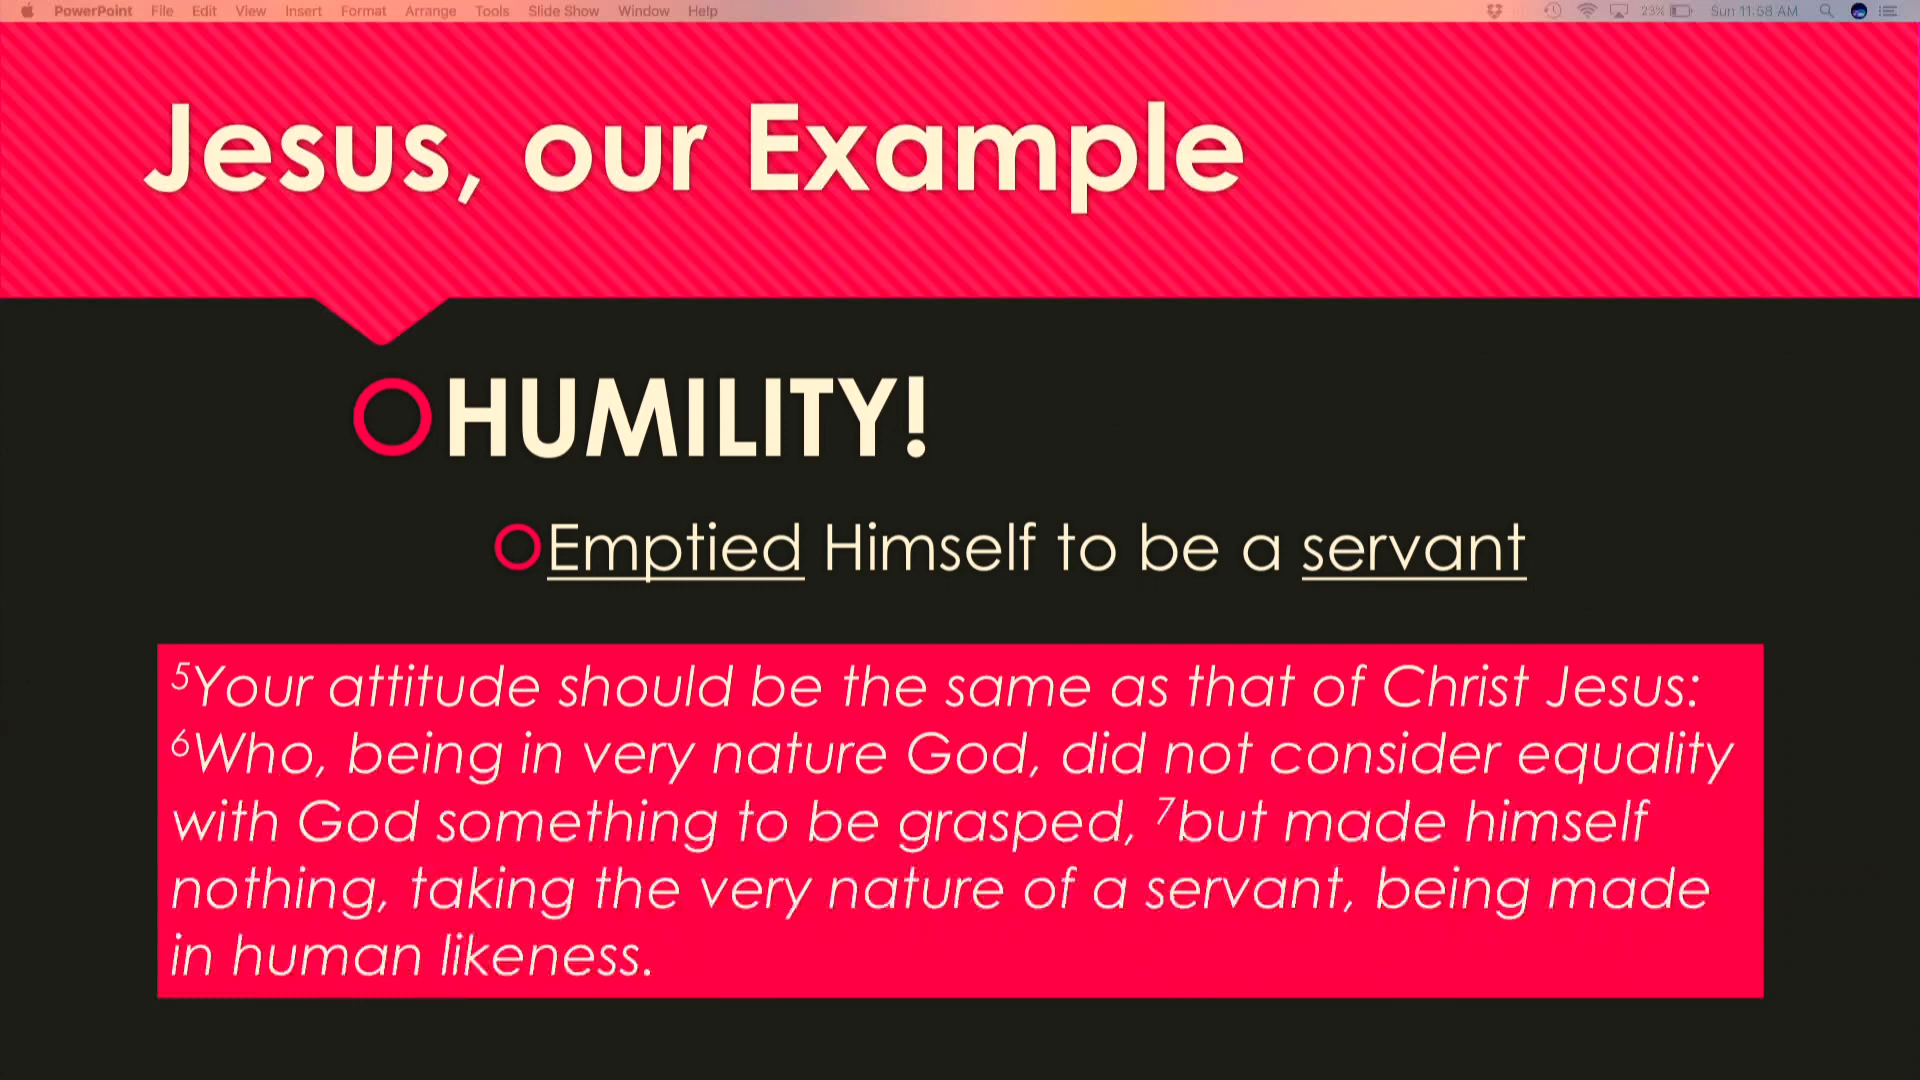 PowerPoint File Edit View Insert Format Arrange Tools Slide Show Window Help 23% Sun 11:58 AM
Jesus, our Example
HUMILITY!
Emptied Himself to be a servant
⁵Your attitude should be the same as that of Christ Jesus:
⁶Who, being in very nature God, did not consider equality
with God something to be grasped, ⁷but made himself
nothing, taking the very nature of a servant, being made
in human likeness.